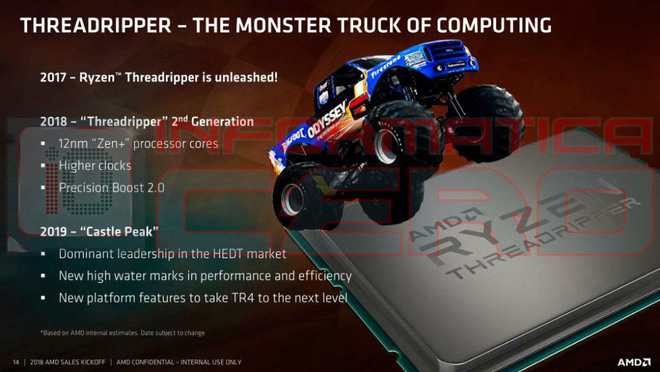 THREADRIPPER – THE MONSTER TRUCK OF COMPUTING
2017 – Ryzen™ Threadripper is unleashed!
2018 – “Threadripper” 2nd Generation
▪ 12nm “Zen+” processor cores
▪ Higher clocks
▪ Precision Boost 2.0
2019 – “Castle Peak”
▪ Dominant leadership in the HEDT market
▪ New high water marks in performance and efficiency
▪ New platform features to take TR4 to the next level
*Based on AMD internal estimates. Date subject to change
14 | 2018 AMD SALES KICKOFF | AMD CONFIDENTIAL – INTERNAL USE ONLY
AMD
Firestone
BIGFOOT
ODYSSEY
AMD
RYZEN
THREADRIPPER
INFORMATICA
CERO